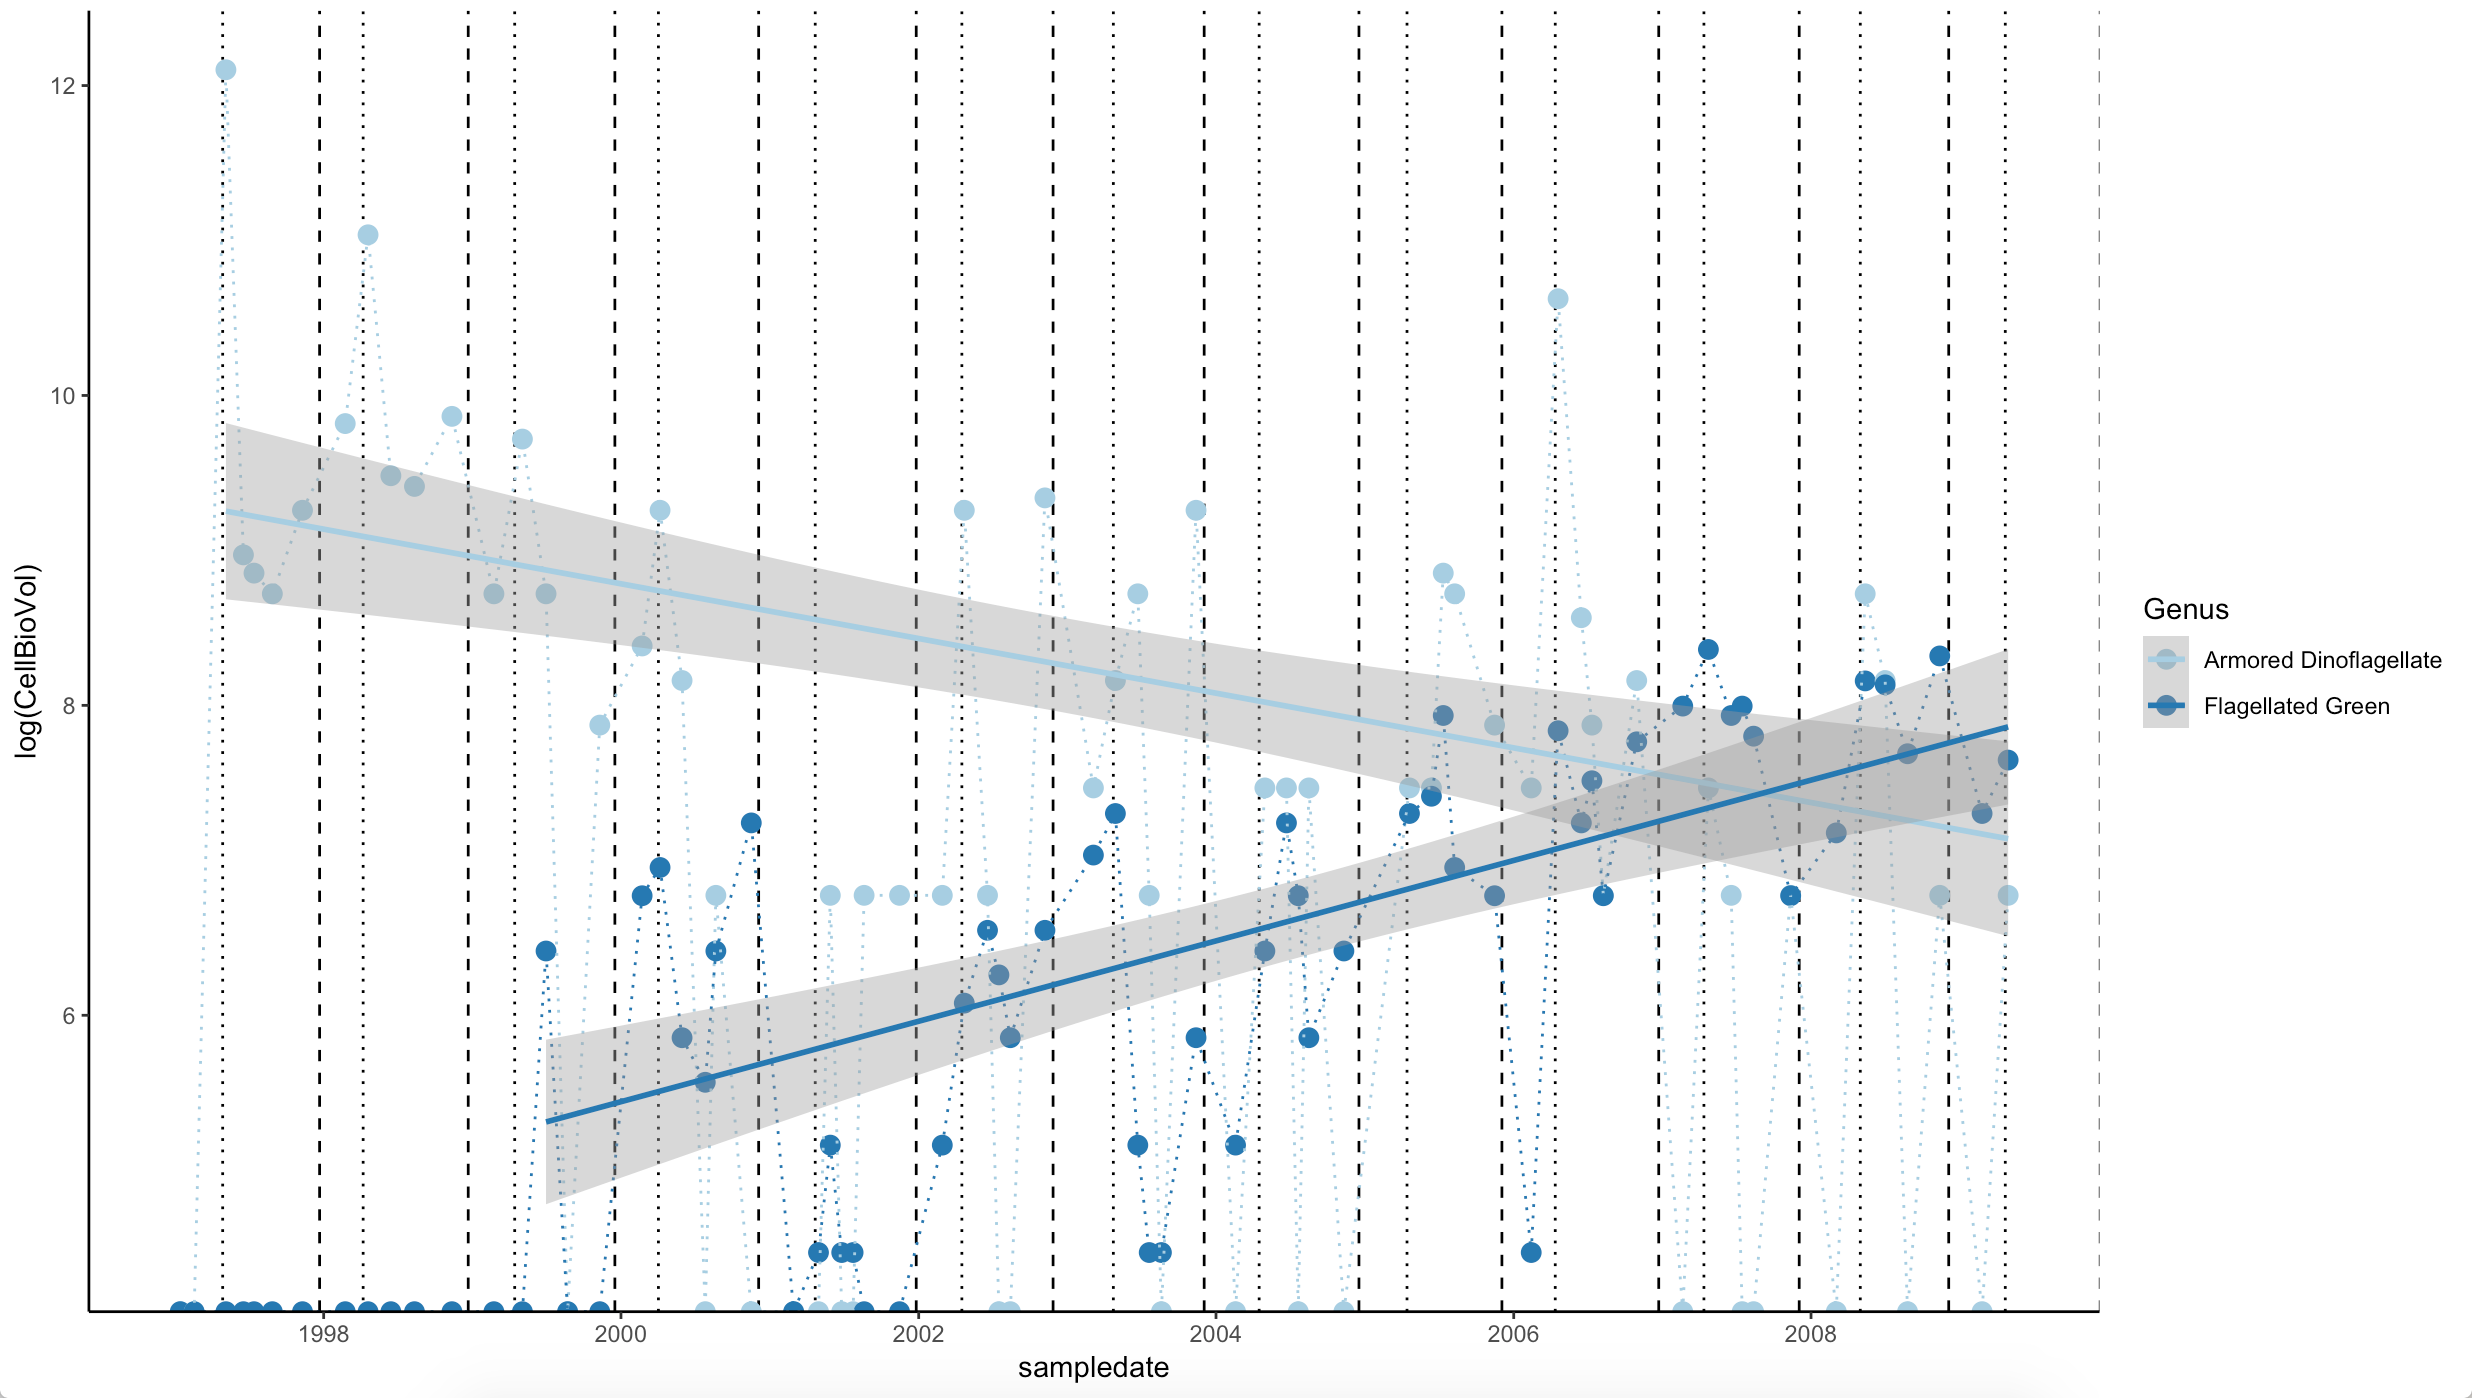 12
10
8
6
log(CellBioVol)
1998 2000 2002 2004 2006 2008
sampledate
Genus
Armored Dinoflagellate
Flagellated Green